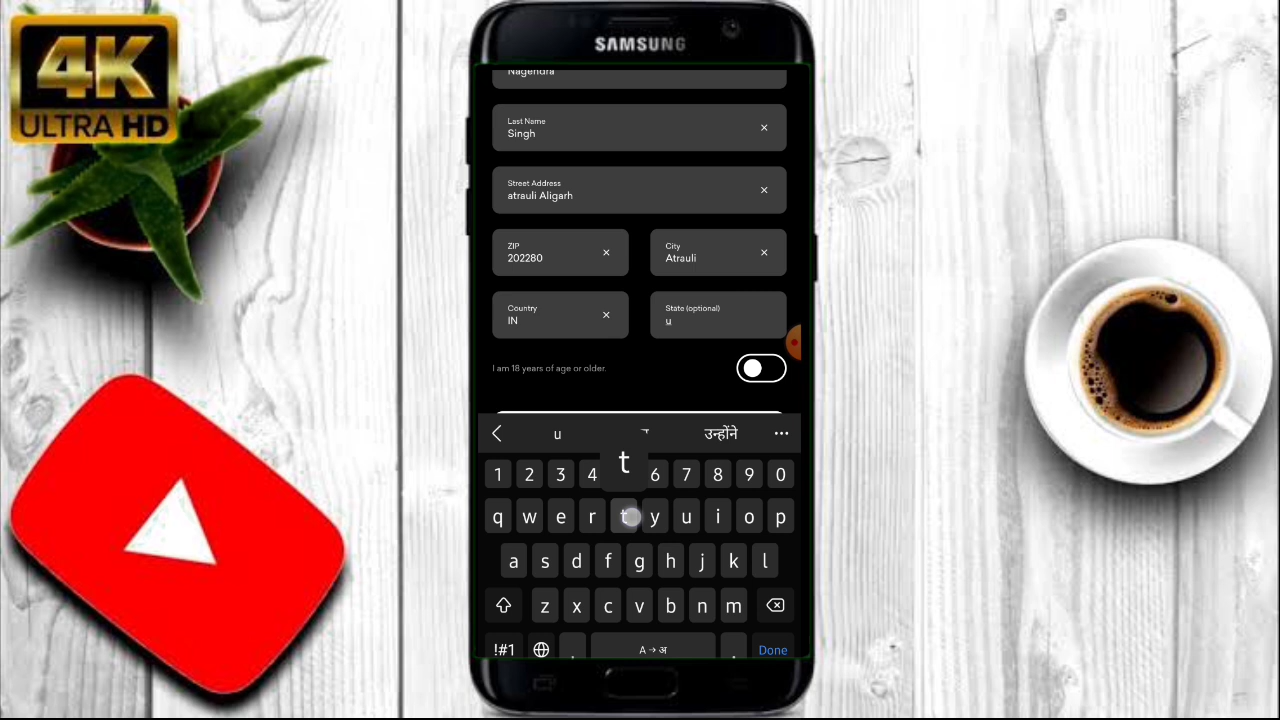 4K
ULTRA HD
SAMSUNG
Nagendra
Last Name
Singh
Street Address
atrauli Aligarh
ZIP
202280
City
Atrauli
Country
IN
State (optional)
u
I am 18 years of age or older.
u उन्होंने
t
1 2 3 4 6 7 8 9 0
q w e r t y u i o p
a s d f g h j k l
z x c v b n m
!#1 , A → अ . Done